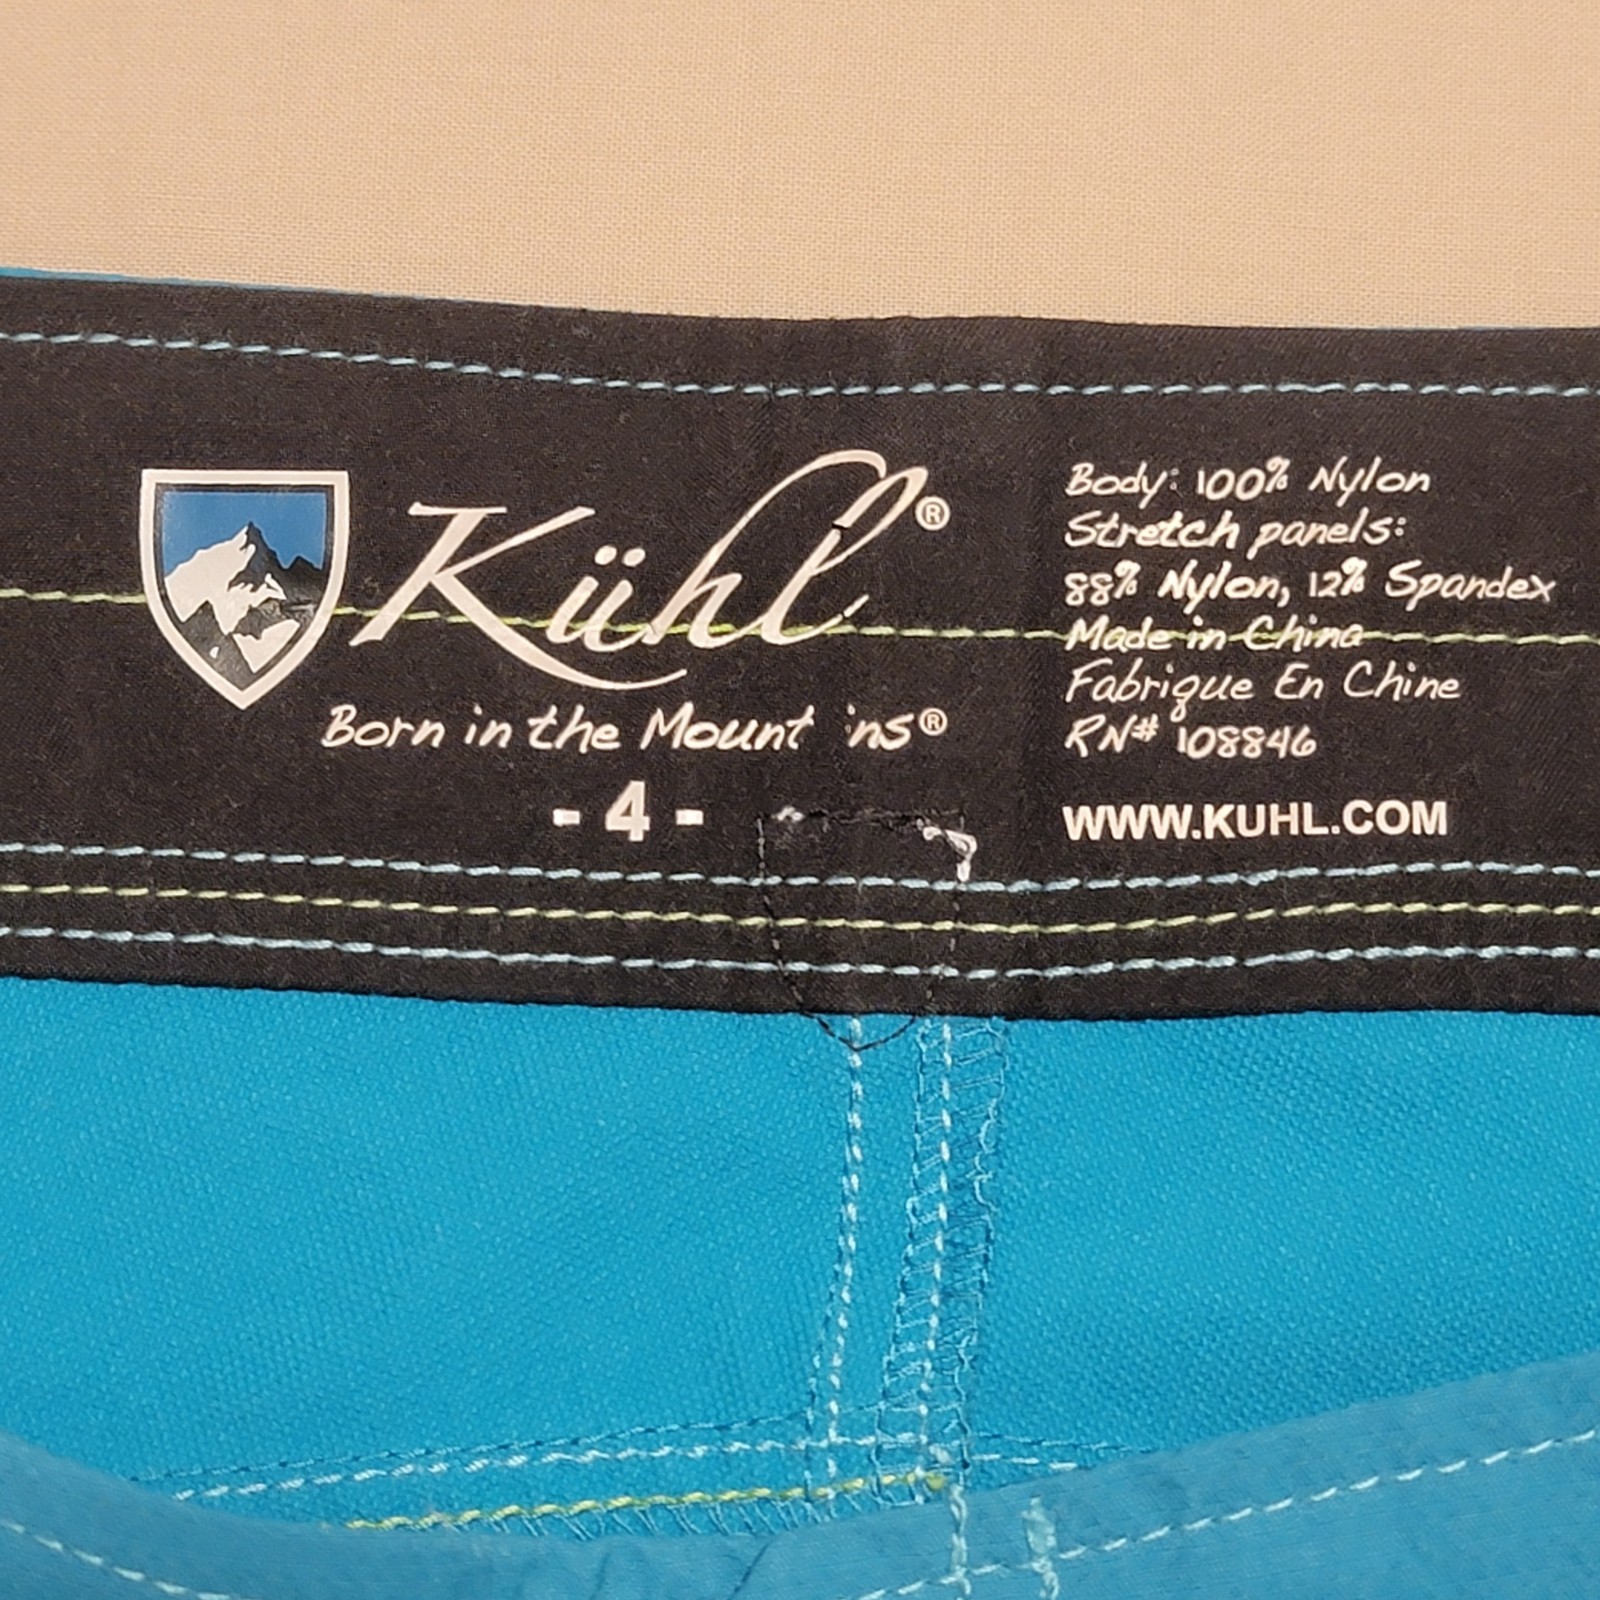 Kühl®
Born in the Mount ins®
- 4 -
Body: 100% Nylon
Stretch panels:
88% Nylon, 12% Spandex
Made in China
Fabrique En Chine
RN# 108846
WWW.KUHL.COM